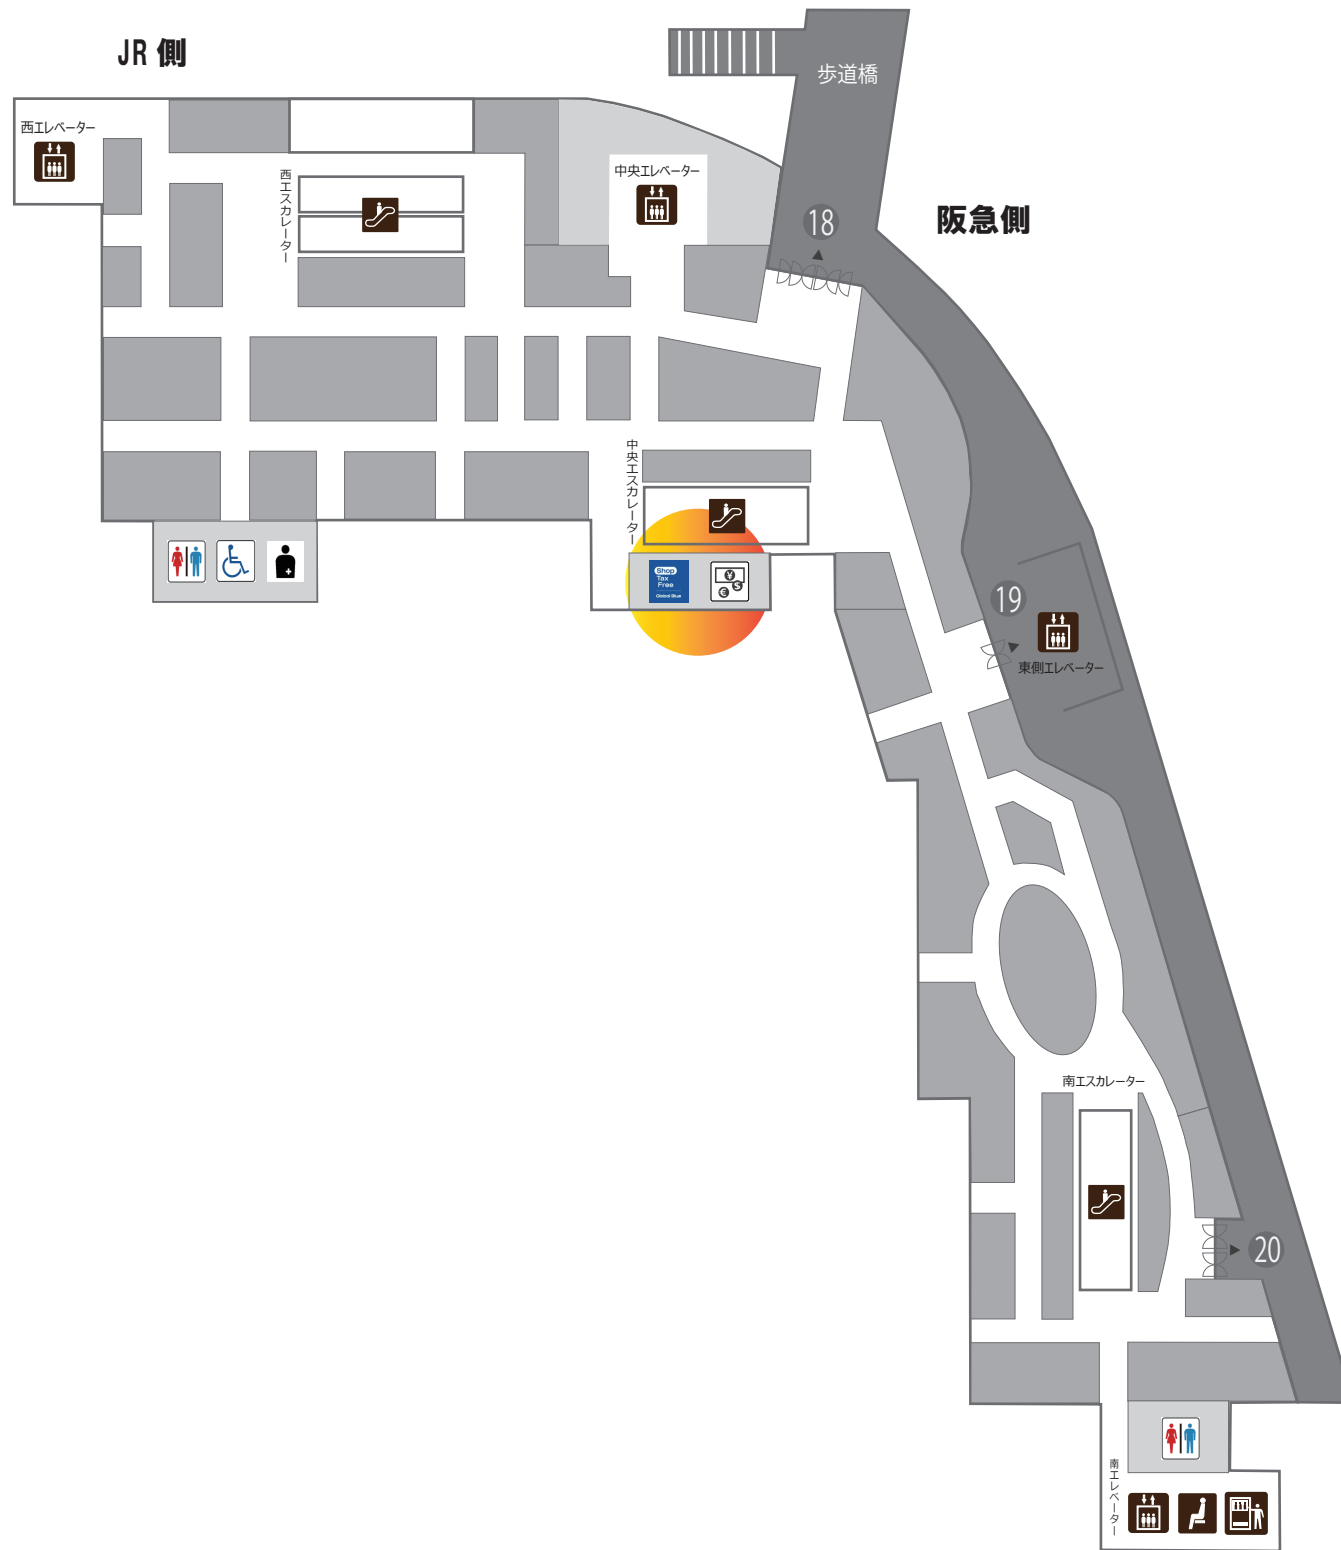 JR 側
歩道橋
西エレベーター
中央エレベーター
西エスカレーター
18
阪急側
中央エスカレーター
Shop
Tax
Free
Global Blue
¥
$
€
19
東側エレベーター
南エスカレーター
20
南エレベーター